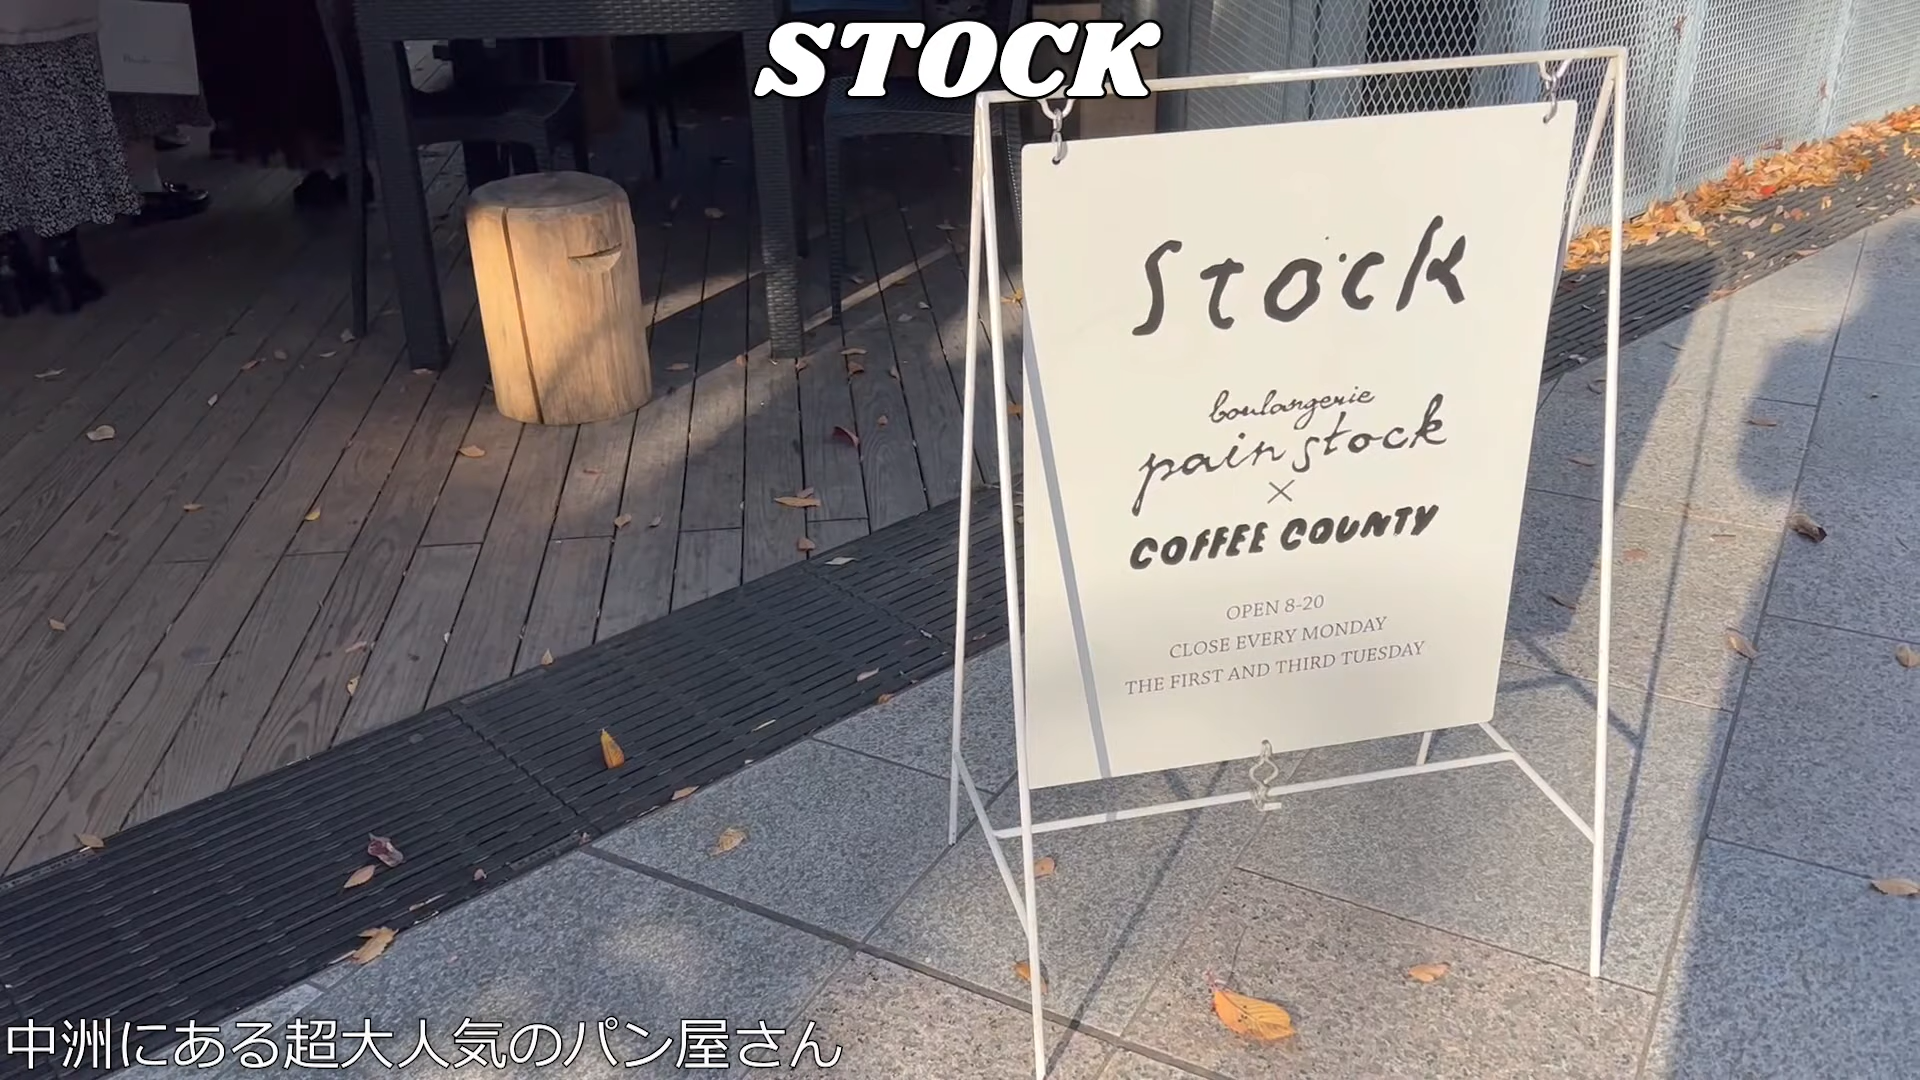 STOCK
Stock
boulangerie
pain stock
×
COFFEE COUNTY
OPEN 8-20
CLOSE EVERY MONDAY
THE FIRST AND THIRD TUESDAY
中洲にある超大人気のパン屋さん